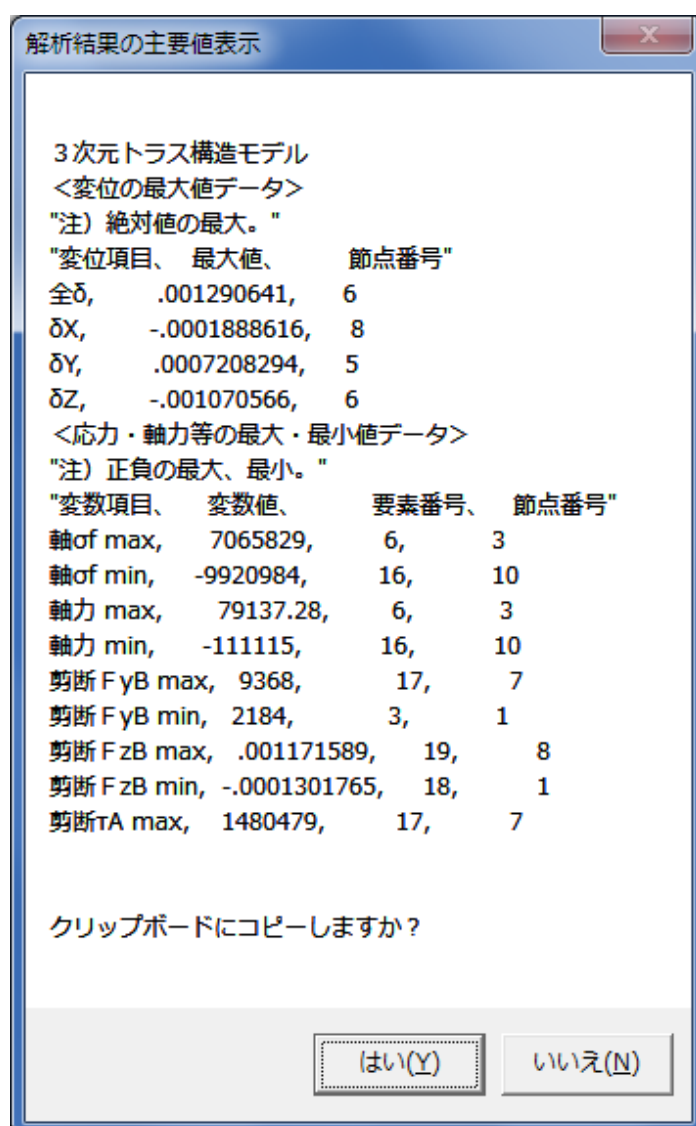 解析結果の主要値表示
３次元トラス構造モデル
<変位の最大値データ>
"注）絶対値の最大。"
"変位項目、 最大値、 節点番号"
全δ, .001290641, 6
δX, -.0001888616, 8
δY, .0007208294, 5
δZ, -.001070566, 6
<応力・軸力等の最大・最小値データ>
"注）正負の最大、最小。"
"変数項目、 変数値、 要素番号、 節点番号"
軸σf max, 7065829, 6, 3
軸σf min, -9920984, 16, 10
軸力 max, 79137.28, 6, 3
軸力 min, -111115, 16, 10
剪断ＦyB max, 9368, 17, 7
剪断ＦyB min, 2184, 3, 1
剪断ＦzB max, .001171589, 19, 8
剪断ＦzB min, -.0001301765, 18, 1
剪断τA max, 1480479, 17, 7
クリップボードにコピーしますか？
はい(Y) いいえ(N)